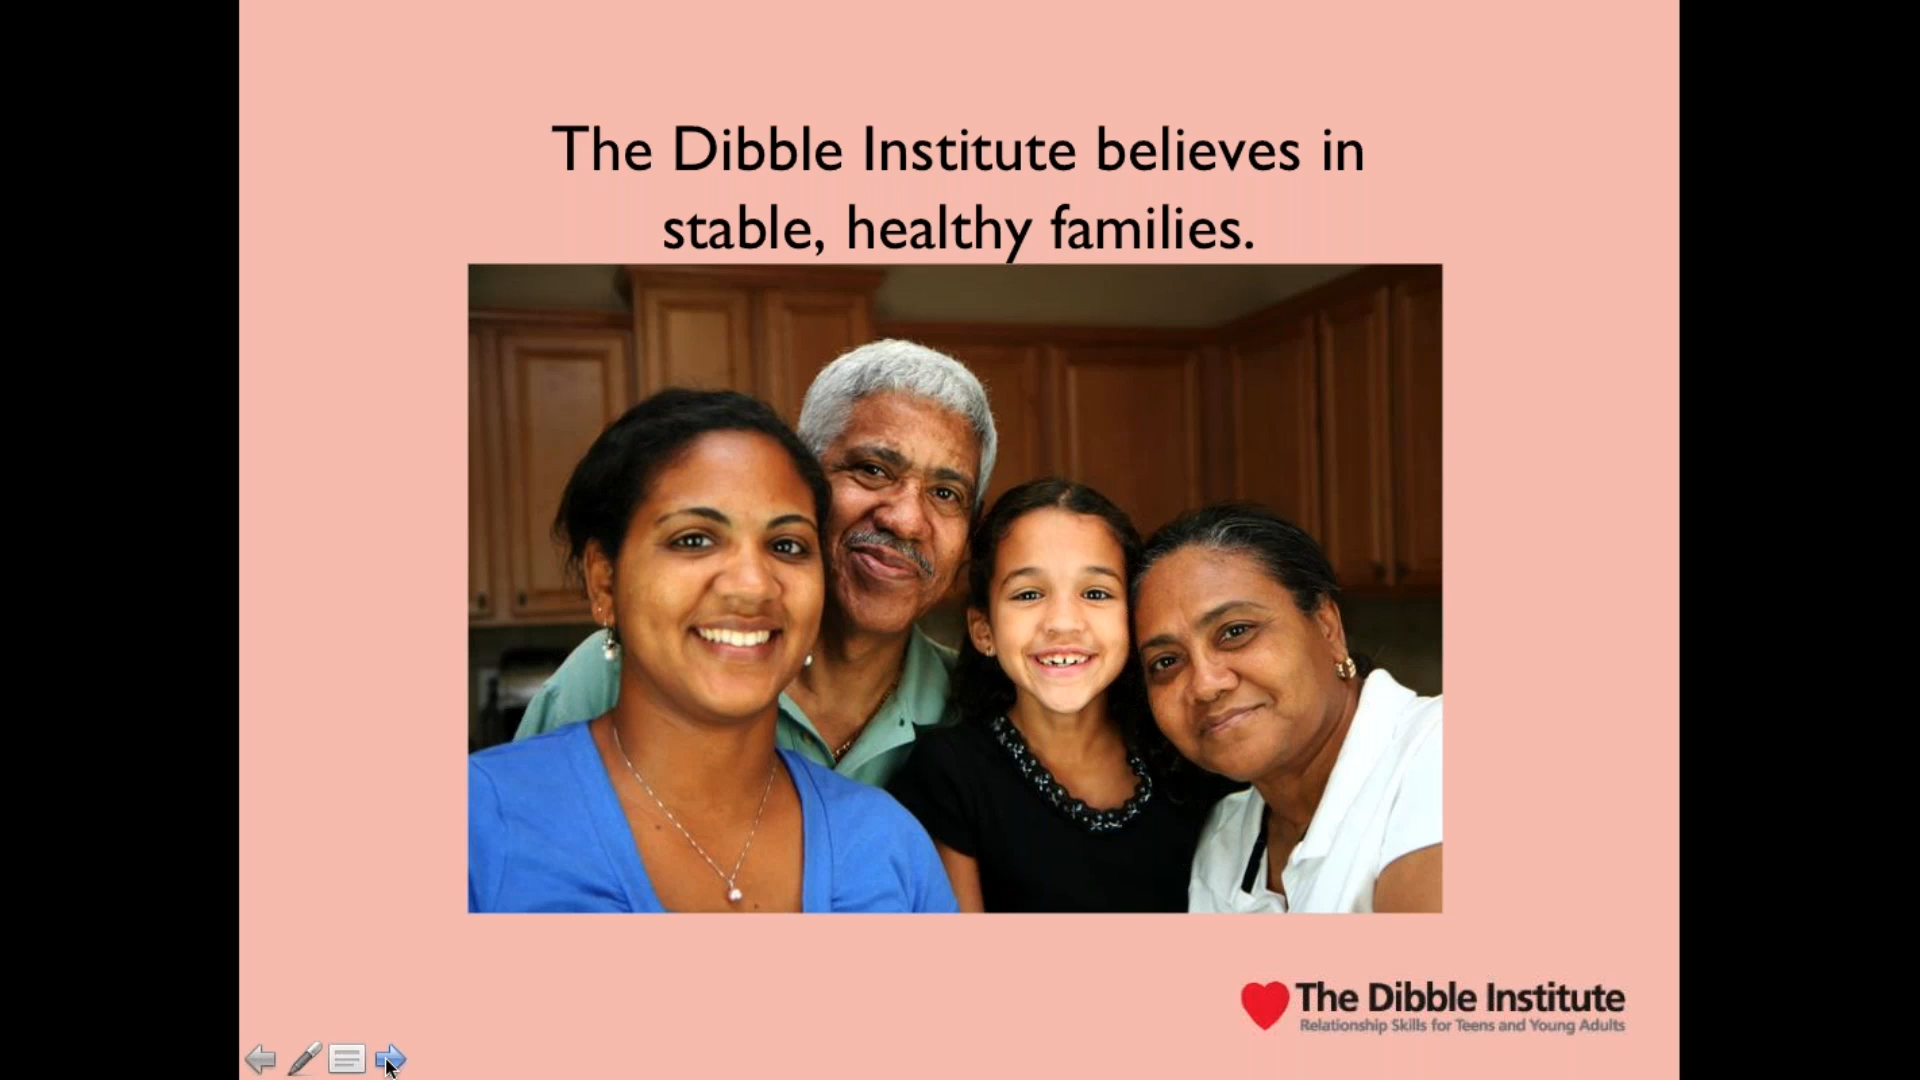 The Dibble Institute believes in
stable, healthy families.
The Dibble Institute
Relationship Skills for Teens and Young Adults